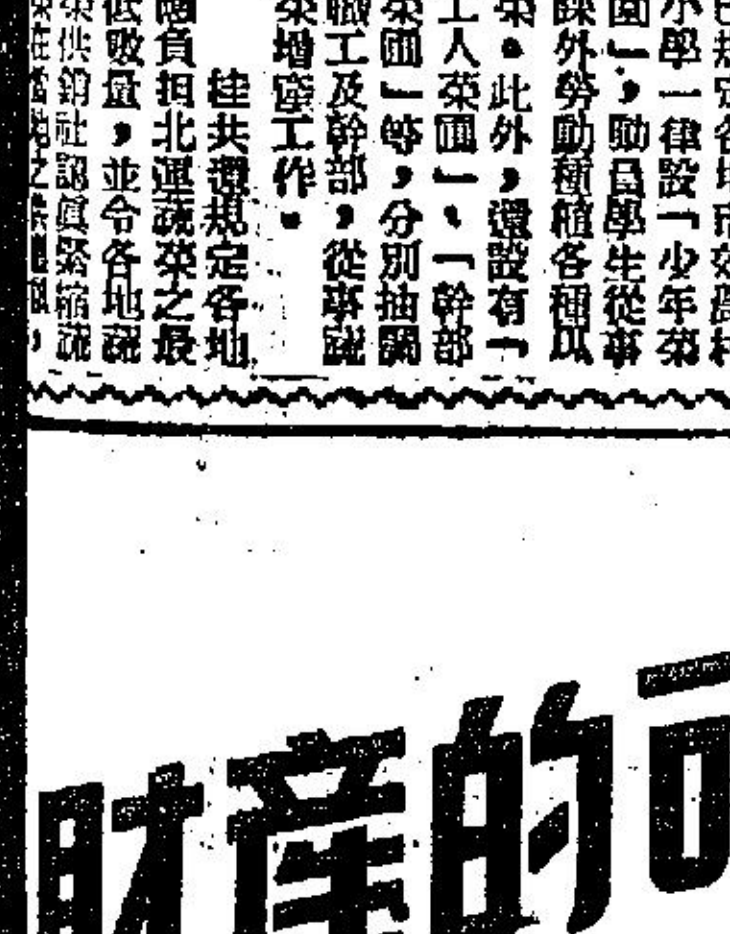 已規定各地
小學一律設「少年菜
園」，動員學生從事
課外勞動種植各種瓜
菜。此外，還設有「
工人菜圃」、「幹部
菜圃」等，分別抽調
職工及幹部，從事蔬
菜增產工作。
桂共還規定各地
應負担北運蔬菜之最
低數量，並令各地蔬
菜供銷社認眞緊縮蔬
菜在當地之供應
財產的